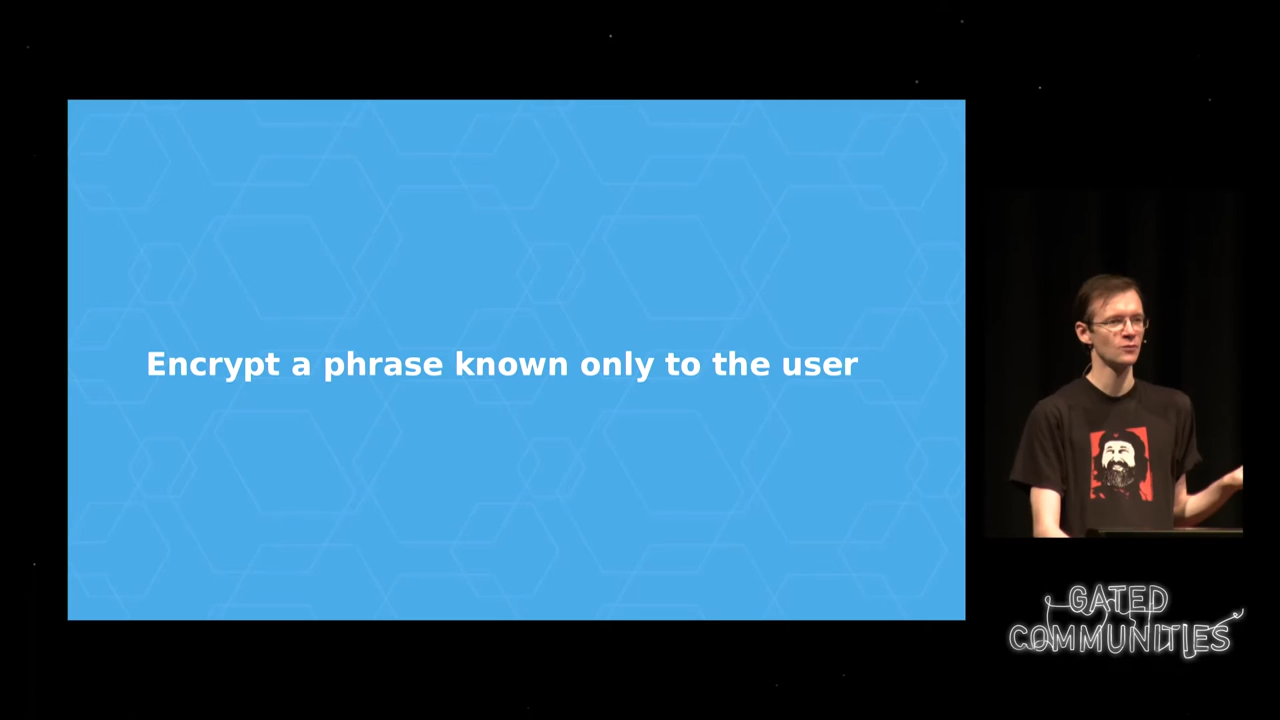 Encrypt a phrase known only to the user
GATED
COMMUNITIES